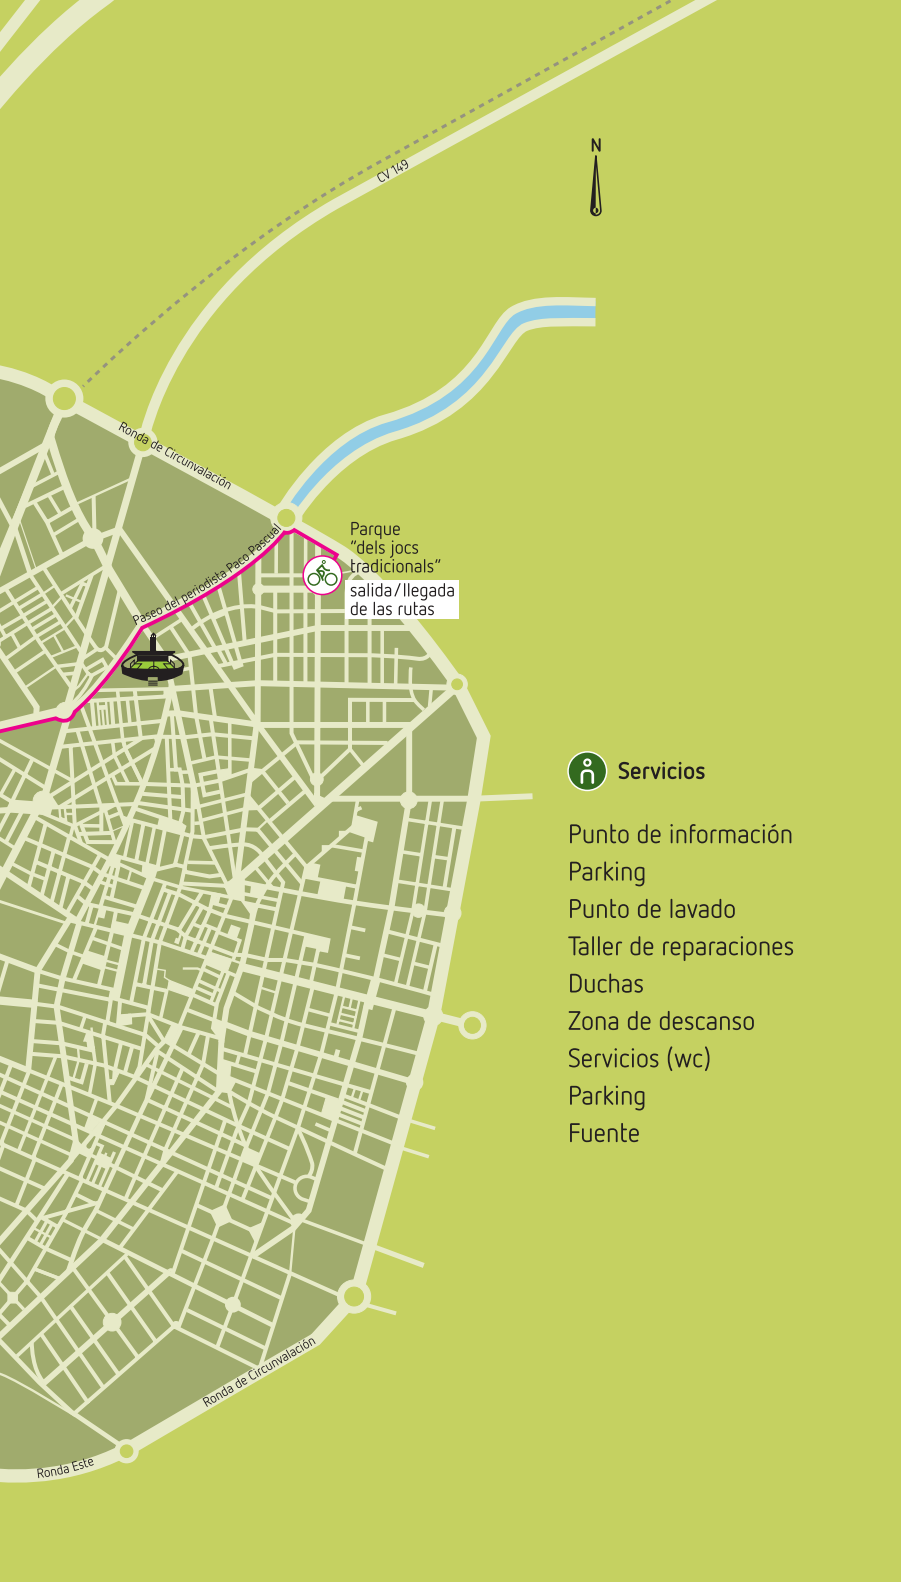 N
CV 149
Ronda de Circunvalación
Paseo del periodista Paco Pascual
Parque
"dels jocs
tradicionals"
salida/llegada
de las rutas
Servicios
Punto de información
Parking
Punto de lavado
Taller de reparaciones
Duchas
Zona de descanso
Servicios (wc)
Parking
Fuente
Ronda de Circunvalación
Ronda Este